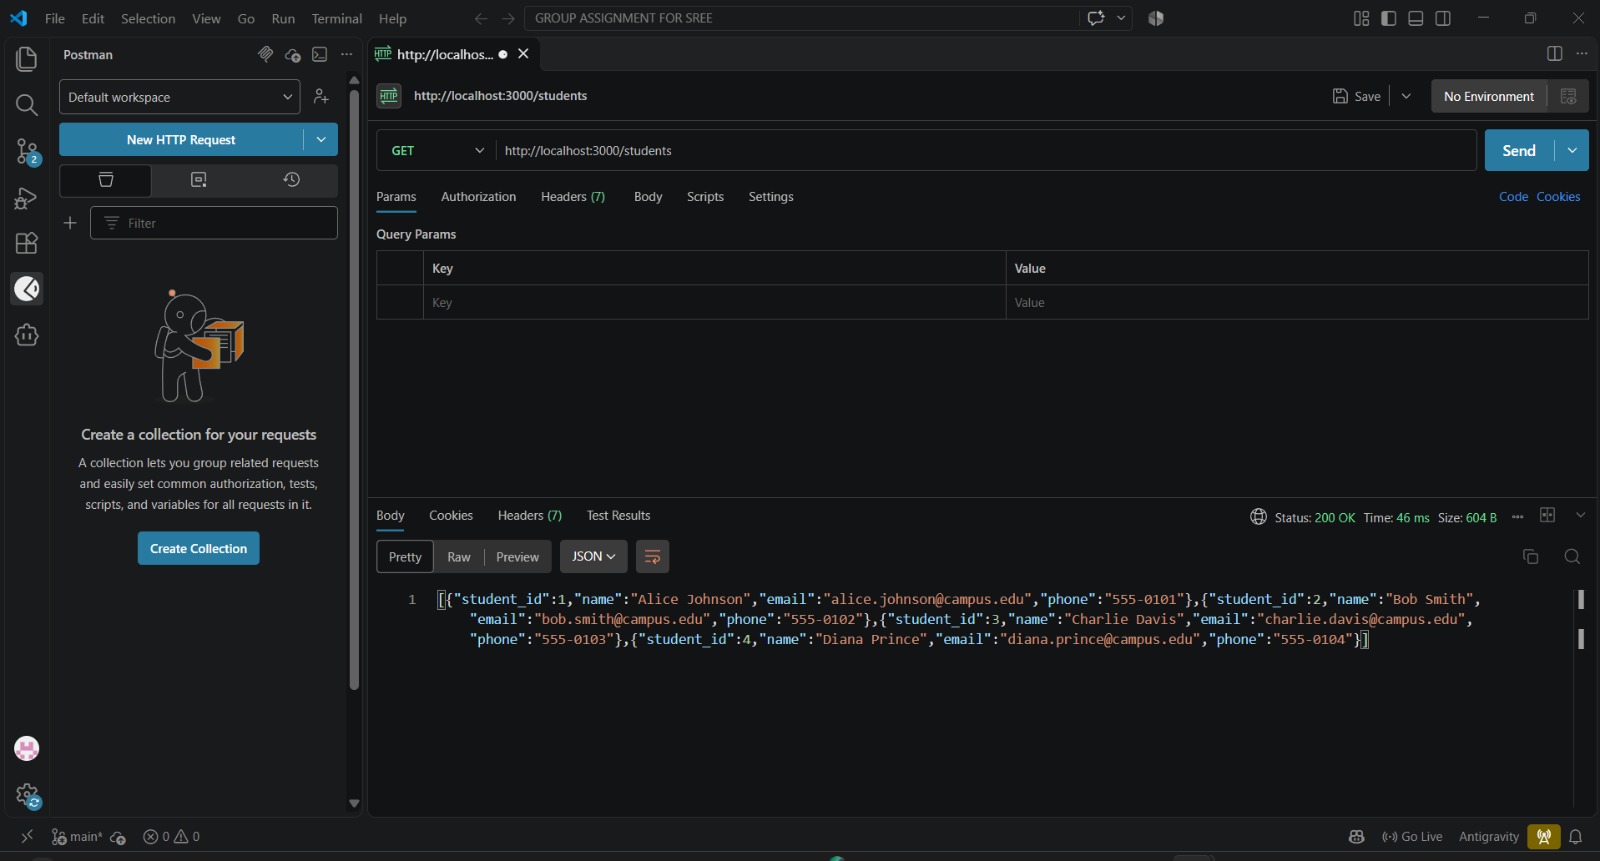 File Edit Selection View Go Run Terminal Help
GROUP ASSIGNMENT FOR SREE
Postman
http://localhos...
Default workspace
HTTP http://localhost:3000/students
Save
No Environment
New HTTP Request
GET
http://localhost:3000/students
Send
Params Authorization Headers (7) Body Scripts Settings
Code Cookies
2
Filter
Query Params
Key Value
Key Value
Create a collection for your requests
A collection lets you group related requests
and easily set common authorization, tests,
scripts, and variables for all requests in it.
Create Collection
Body Cookies Headers (7) Test Results
Status: 200 OK Time: 46 ms Size: 604 B
Pretty Raw Preview JSON
1 [{"student_id":1,"name":"Alice Johnson","email":"alice.johnson@campus.edu","phone":"555-0101"},{"student_id":2,"name":"Bob Smith",
"email":"bob.smith@campus.edu","phone":"555-0102"},{"student_id":3,"name":"Charlie Davis","email":"charlie.davis@campus.edu",
"phone":"555-0103"},{"student_id":4,"name":"Diana Prince","email":"diana.prince@campus.edu","phone":"555-0104"}]
main* 0 0
Go Live Antigravity